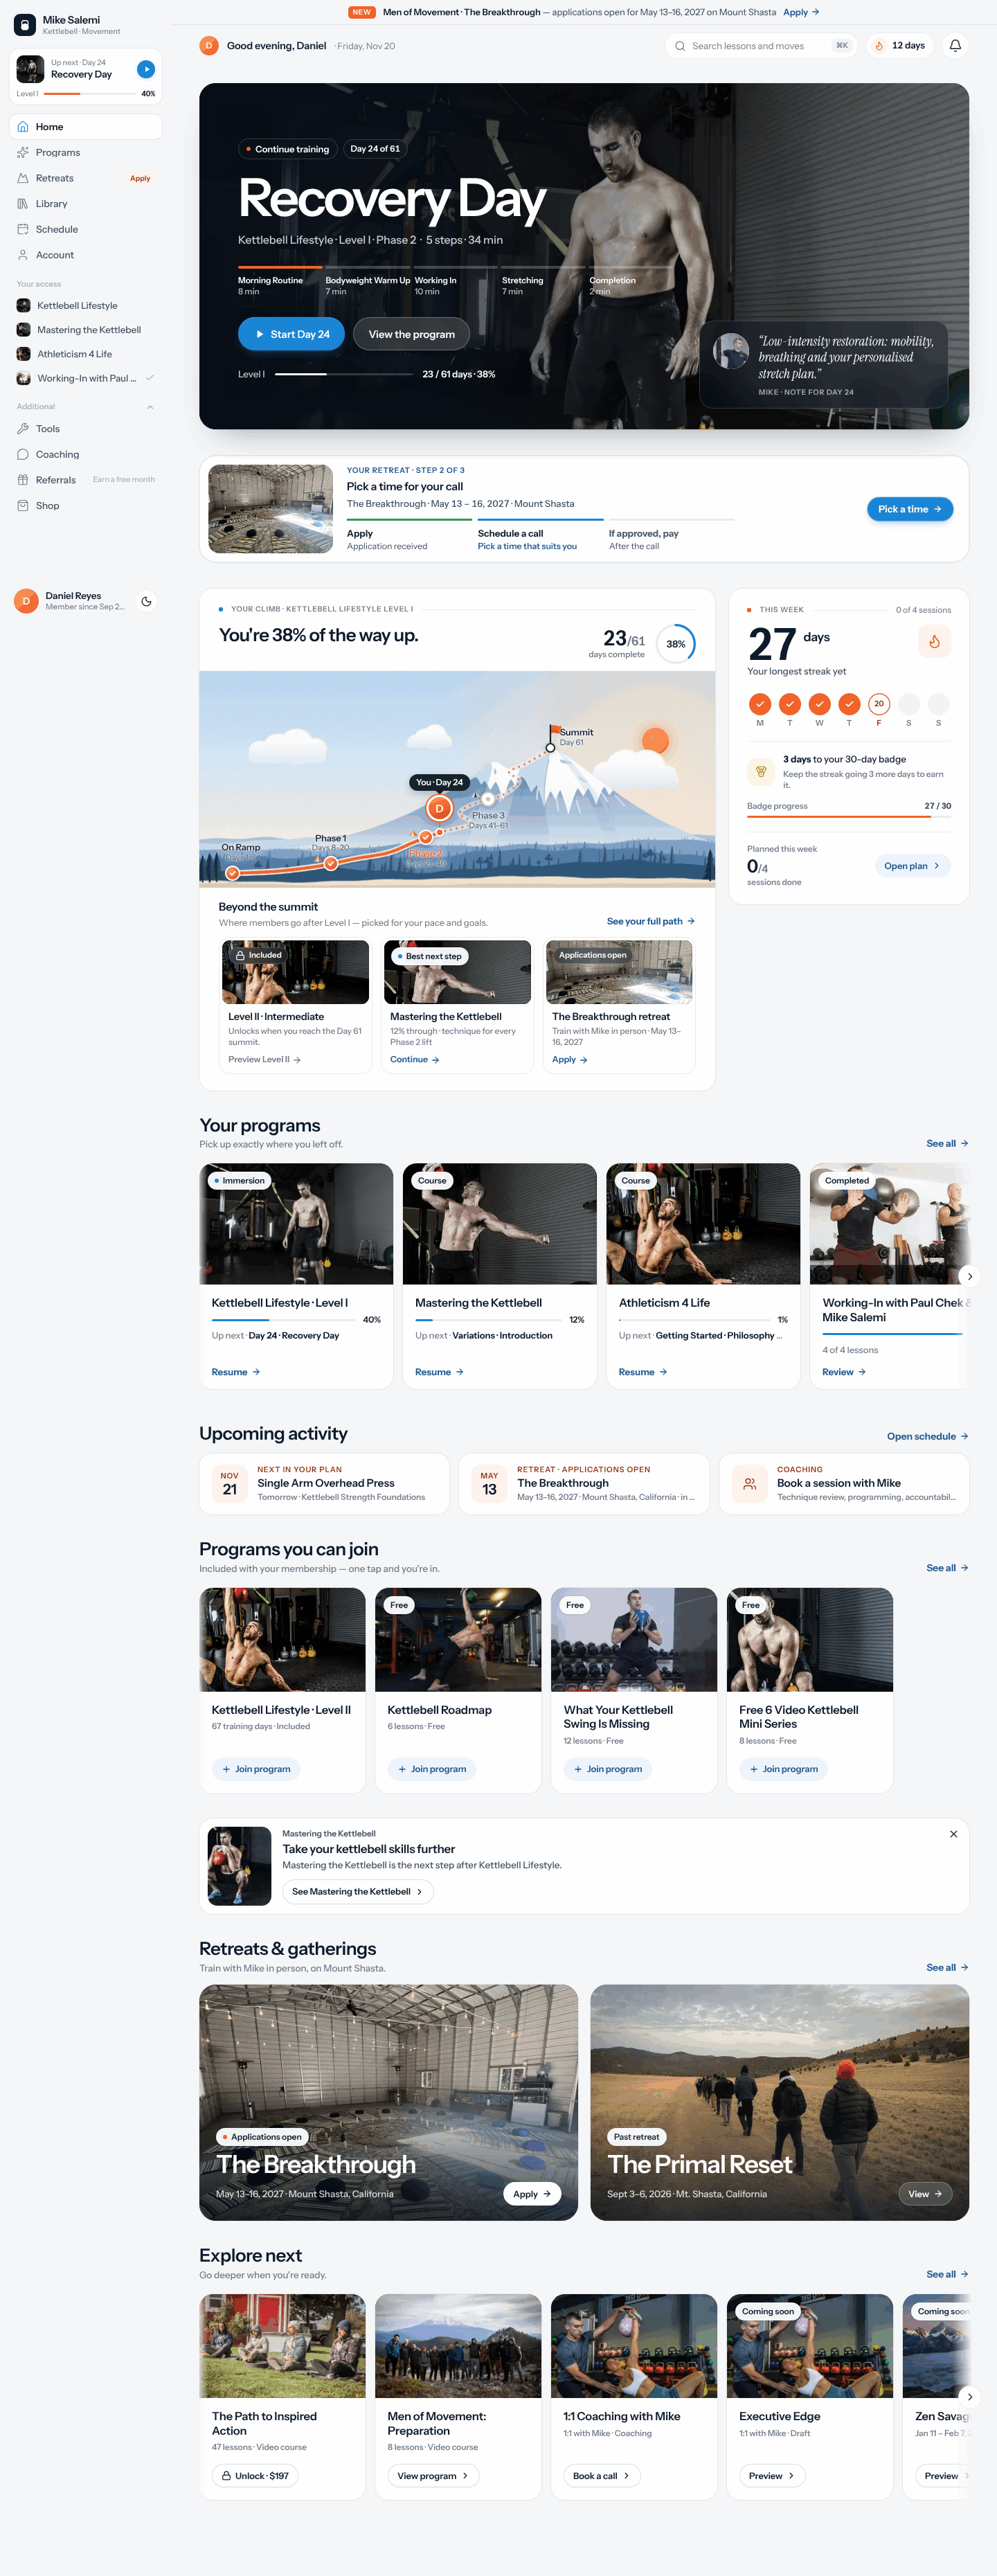 NEW Men of Movement · The Breakthrough — applications open for May 13–16, 2027 on Mount Shasta Apply →
Mike Salemi
Kettlebell · Movement
Up next · Day 24
Recovery Day
Level I 40%
Home
Programs
Retreats Apply
Library
Schedule
Account
Your access
Kettlebell Lifestyle
Mastering the Kettlebell
Athleticism 4 Life
Working-In with Paul ...
Additional
Tools
Coaching
Referrals Earn a free month
Shop
D Daniel Reyes
Member since Sep 2...
D Good evening, Daniel · Friday, Nov 20
Search lessons and moves ⌘K
12 days
Continue training Day 24 of 61
Recovery Day
Kettlebell Lifestyle · Level I · Phase 2 · 5 steps · 34 min
Morning Routine Bodyweight Warm Up Working In Stretching Completion
8 min 7 min 10 min 7 min 2 min
Start Day 24 View the program
Level I 23 / 61 days · 38%
“Low-intensity restoration: mobility,
breathing and your personalised
stretch plan.”
MIKE · NOTE FOR DAY 24
YOUR RETREAT · STEP 2 OF 3
Pick a time for your call
The Breakthrough · May 13 – 16, 2027 · Mount Shasta
Apply Schedule a call If approved, pay
Application received Pick a time that suits you After the call
Pick a time →
YOUR CLIMB · KETTLEBELL LIFESTYLE LEVEL I
You're 38% of the way up.
23/61
days complete
38%
Summit
Day 61
You · Day 24
D
Phase 3
Days 41–61
Phase 1
Days 8–20
Phase 2
On Ramp
Beyond the summit
Where members go after Level I — picked for your pace and goals.
See your full path →
Included
Level II · Intermediate
Unlocks when you reach the Day 61
summit.
Preview Level II →
Best next step
Mastering the Kettlebell
12% through · technique for every
Phase 2 lift
Continue →
Applications open
The Breakthrough retreat
Train with Mike in person · May 13–
16, 2027
Apply →
THIS WEEK 0 of 4 sessions
27 days
Your longest streak yet
20
M T W T F S S
3 days to your 30-day badge
Keep the streak going 3 more days to earn
it.
Badge progress 27 / 30
Planned this week
0/4
sessions done
Open plan
Your programs
Pick up exactly where you left off.
See all →
Immersion
Kettlebell Lifestyle · Level I
40%
Up next · Day 24 · Recovery Day
Resume →
Course
Mastering the Kettlebell
12%
Up next · Variations · Introduction
Resume →
Course
Athleticism 4 Life
1%
Up next · Getting Started · Philosophy ...
Resume →
Completed
Working-In with Paul Chek &
Mike Salemi
4 of 4 lessons
Review →
Upcoming activity
Open schedule →
NOV
21
NEXT IN YOUR PLAN
Single Arm Overhead Press
Tomorrow · Kettlebell Strength Foundations
MAY
13
RETREAT · APPLICATIONS OPEN
The Breakthrough
May 13–16, 2027 · Mount Shasta, California · in ...
COACHING
Book a session with Mike
Technique review, programming, accountabil...
Programs you can join
Included with your membership — one tap and you're in.
See all →
Kettlebell Lifestyle · Level II
67 training days · Included
+ Join program
Free
Kettlebell Roadmap
6 lessons · Free
+ Join program
Free
What Your Kettlebell
Swing Is Missing
12 lessons · Free
+ Join program
Free
Free 6 Video Kettlebell
Mini Series
8 lessons · Free
+ Join program
Mastering the Kettlebell
Take your kettlebell skills further
Mastering the Kettlebell is the next step after Kettlebell Lifestyle.
See Mastering the Kettlebell
Retreats & gatherings
Train with Mike in person, on Mount Shasta.
See all →
Applications open
The Breakthrough
May 13–16, 2027 · Mount Shasta, California
Apply →
Past retreat
The Primal Reset
Sept 3–6, 2026 · Mt. Shasta, California
View →
Explore next
Go deeper when you're ready.
See all →
The Path to Inspired
Action
47 lessons · Video course
Unlock · $197
Men of Movement:
Preparation
8 lessons · Video course
View program
1:1 Coaching with Mike
1:1 with Mike · Coaching
Book a call
Coming soon
Executive Edge
1:1 with Mike · Draft
Preview
Coming soon
Zen Savage
Jan 11 – Feb 7,
Preview